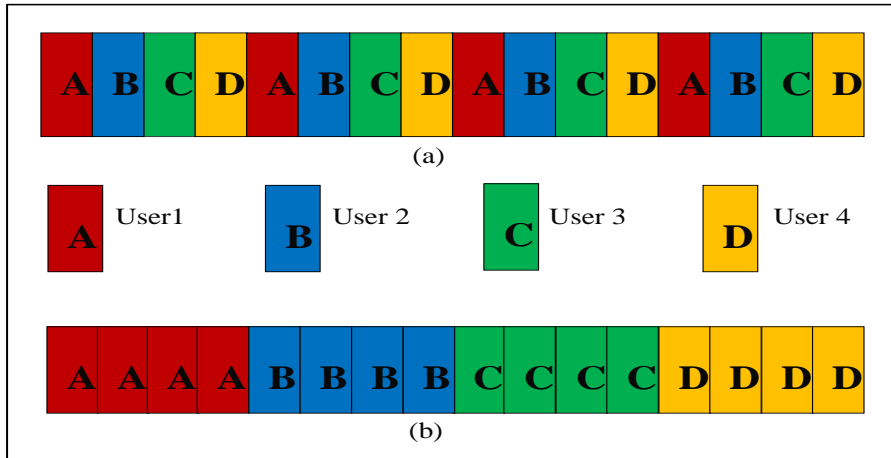 A B C D A B C D A B C D A B C D
(a)
A User1 B User 2 C User 3 D User 4
A A A A B B B B C C C C D D D D
(b)